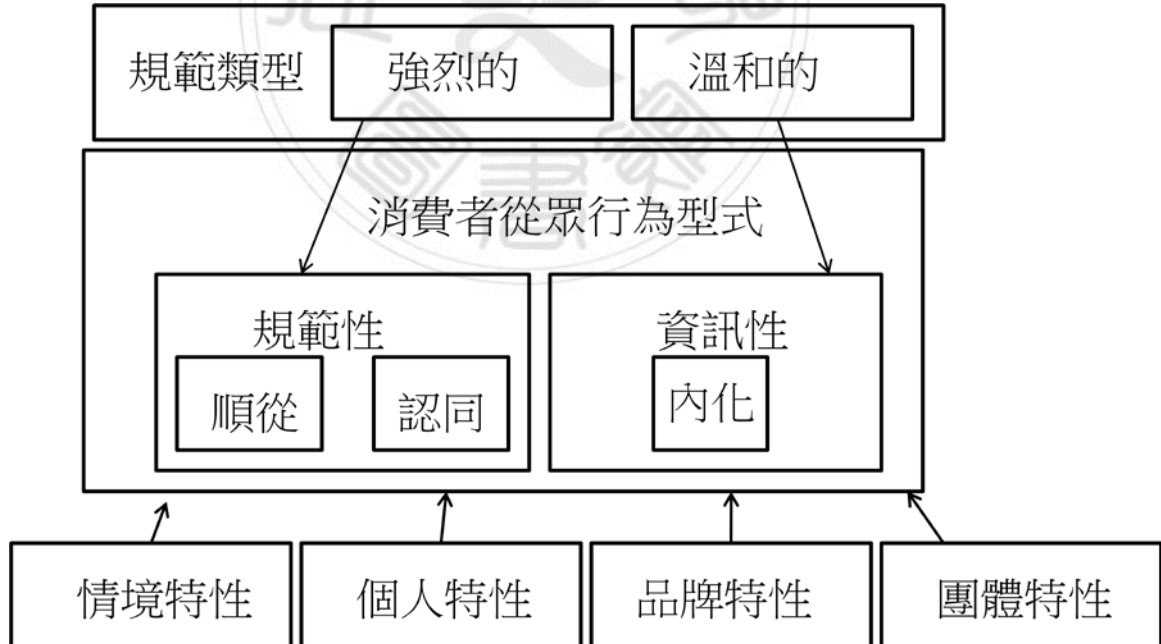 規範類型 強烈的 溫和的
消費者從眾行為型式
規範性 資訊性
順從 認同 內化
情境特性 個人特性 品牌特性 團體特性